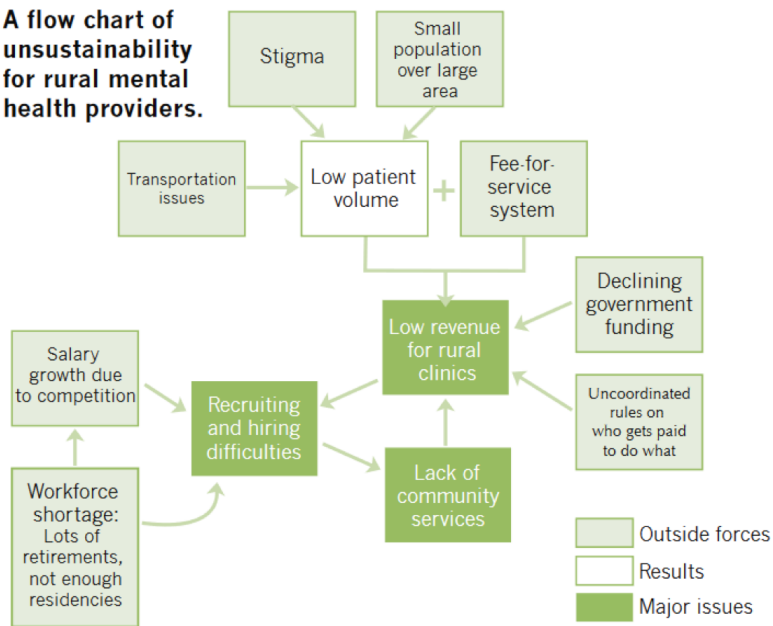 A flow chart of
unsustainability
for rural mental
health providers.
Stigma
Small
population
over large
area
Transportation
issues
Low patient
volume
+
Fee-for-
service
system
Declining
government
funding
Low revenue
for rural
clinics
Salary
growth due
to competition
Recruiting
and hiring
difficulties
Uncoordinated
rules on
who gets paid
to do what
Lack of
community
services
Workforce
shortage:
Lots of
retirements,
not enough
residencies
Outside forces
Results
Major issues